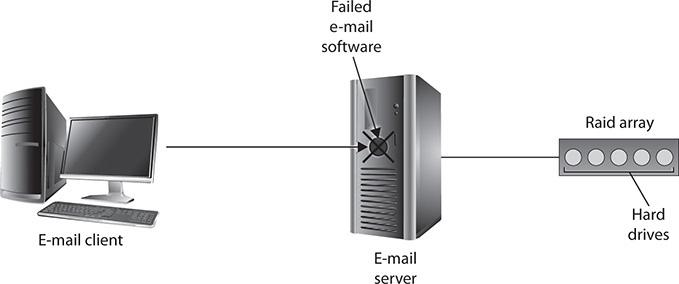 Failed
e-mail
software
E-mail client
E-mail
server
Raid array
Hard
drives